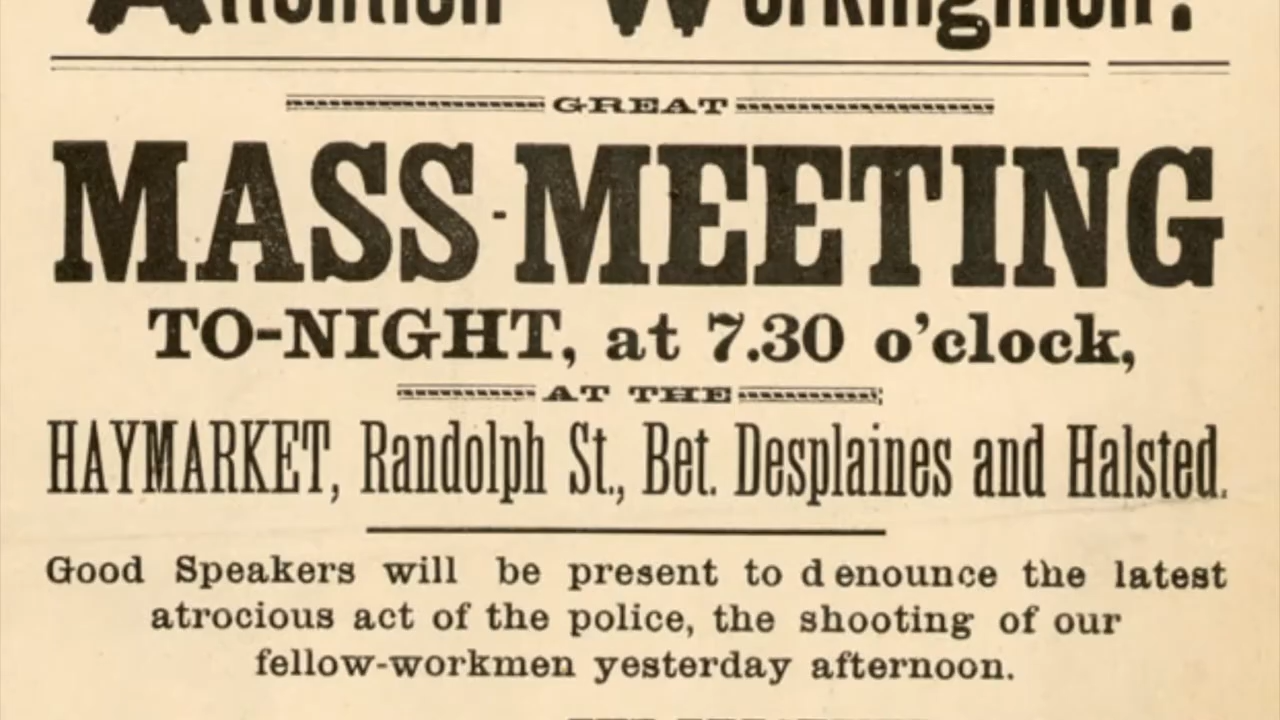 Attention Workingmen!
GREAT
MASS-MEETING
TO-NIGHT, at 7.30 o'clock,
AT THE
HAYMARKET, Randolph St., Bet. Desplaines and Halsted.
Good Speakers will be present to denounce the latest
atrocious act of the police, the shooting of our
fellow-workmen yesterday afternoon.